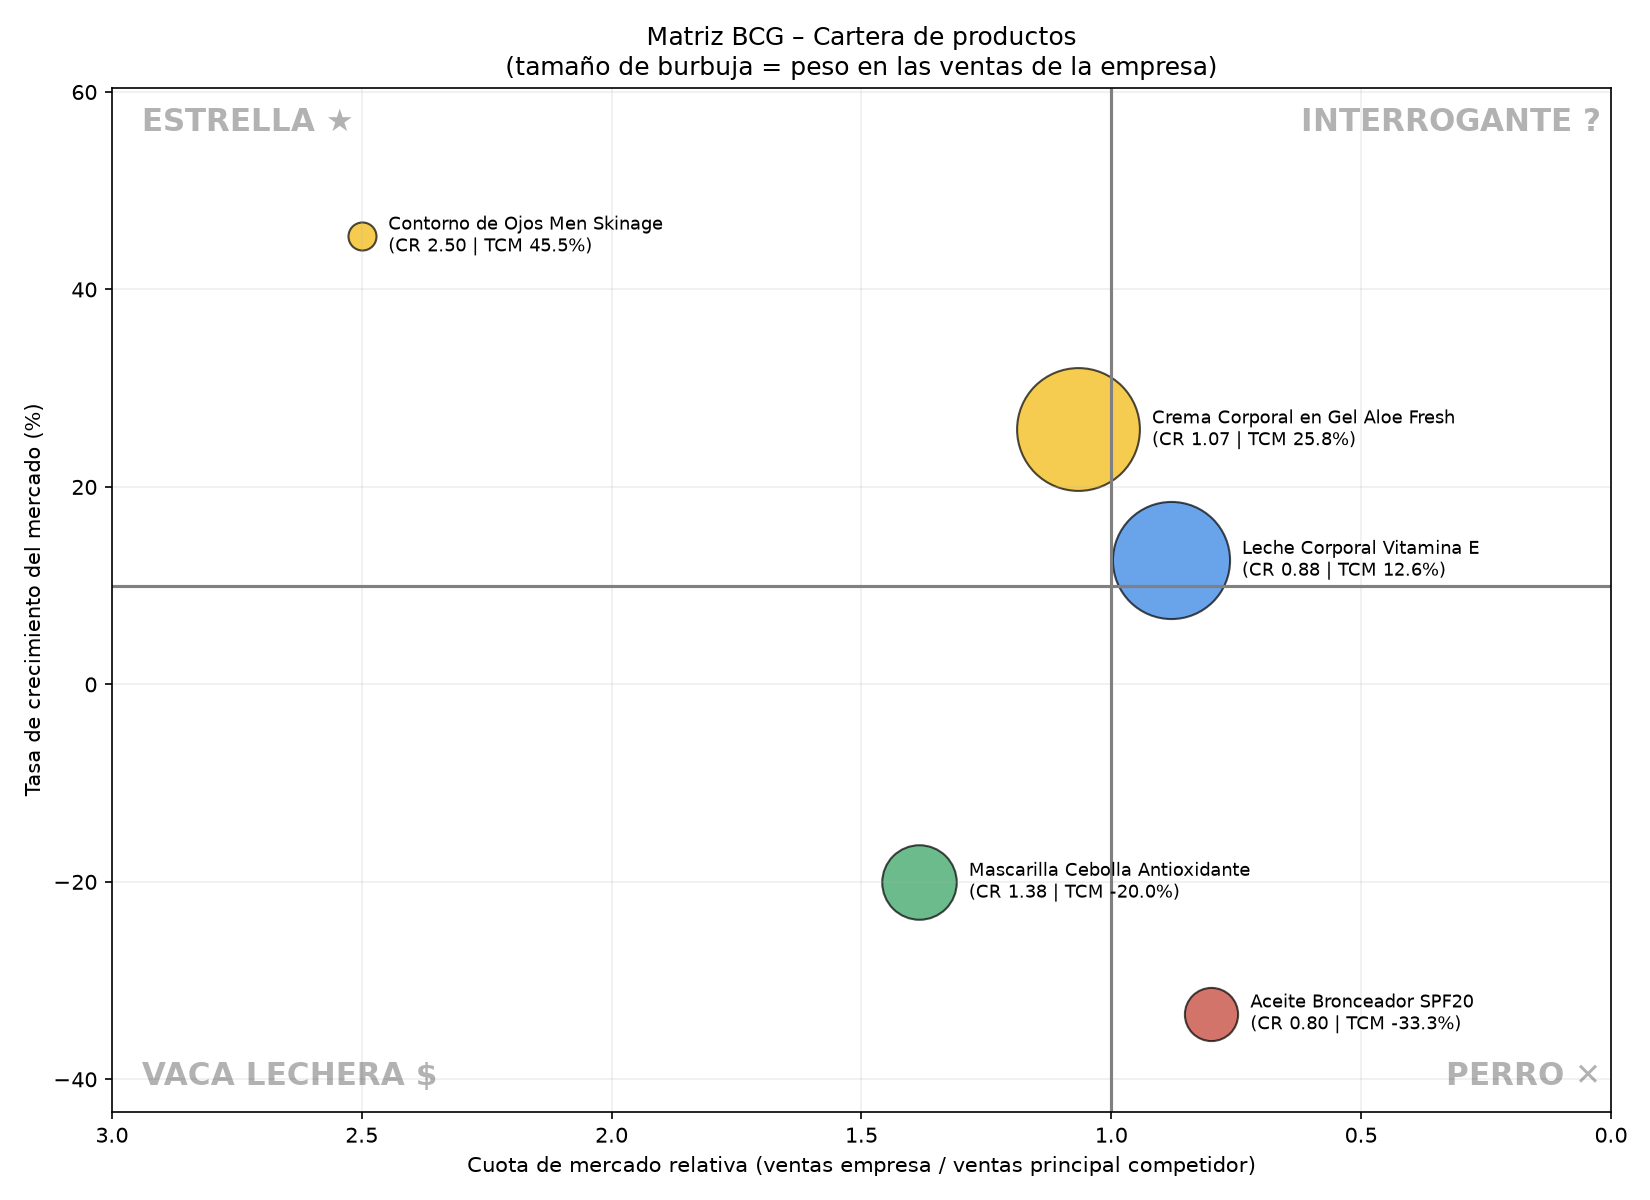 Matriz BCG – Cartera de productos
(tamaño de burbuja = peso en las ventas de la empresa)
ESTRELLA ★
INTERROGANTE ?
Contorno de Ojos Men Skinage
(CR 2.50 | TCM 45.5%)
Crema Corporal en Gel Aloe Fresh
(CR 1.07 | TCM 25.8%)
Leche Corporal Vitamina E
(CR 0.88 | TCM 12.6%)
Mascarilla Cebolla Antioxidante
(CR 1.38 | TCM -20.0%)
Aceite Bronceador SPF20
(CR 0.80 | TCM -33.3%)
VACA LECHERA $
PERRO ✕
Tasa de crecimiento del mercado (%)
60
40
20
0
−20
−40
3.0
2.5
2.0
1.5
1.0
0.5
0.0
Cuota de mercado relativa (ventas empresa / ventas principal competidor)